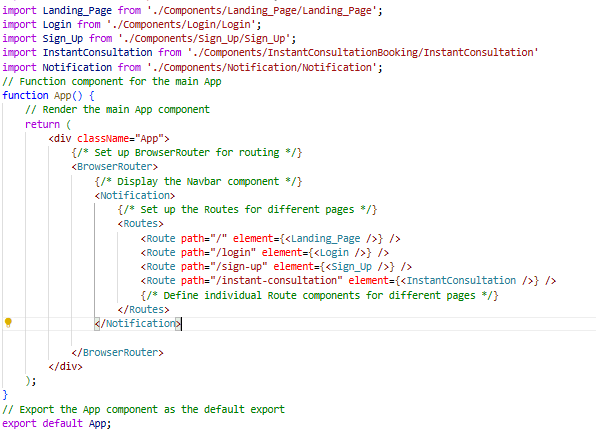 import Landing_Page from './Components/Landing_Page/Landing_Page';
import Login from './Components/Login/Login';
import Sign_Up from './Components/Sign_Up/Sign_Up';
import InstantConsultation from './Components/InstantConsultationBooking/InstantConsultation'
import Notification from './Components/Notification/Notification';
// Function component for the main App
function App() {
    // Render the main App component
    return (
        <div className="App">
            {/* Set up BrowserRouter for routing */}
            <BrowserRouter>
                {/* Display the Navbar component */}
                <Notification>
                    {/* Set up the Routes for different pages */}
                    <Routes>
                        <Route path="/" element={<Landing_Page />} />
                        <Route path="/login" element={<Login />} />
                        <Route path="/sign-up" element={<Sign_Up />} />
                        <Route path="/instant-consultation" element={<InstantConsultation />} />
                        {/* Define individual Route components for different pages */}
                    </Routes>
                </Notification>

            </BrowserRouter>
        </div>
    );
}
// Export the App component as the default export
export default App;